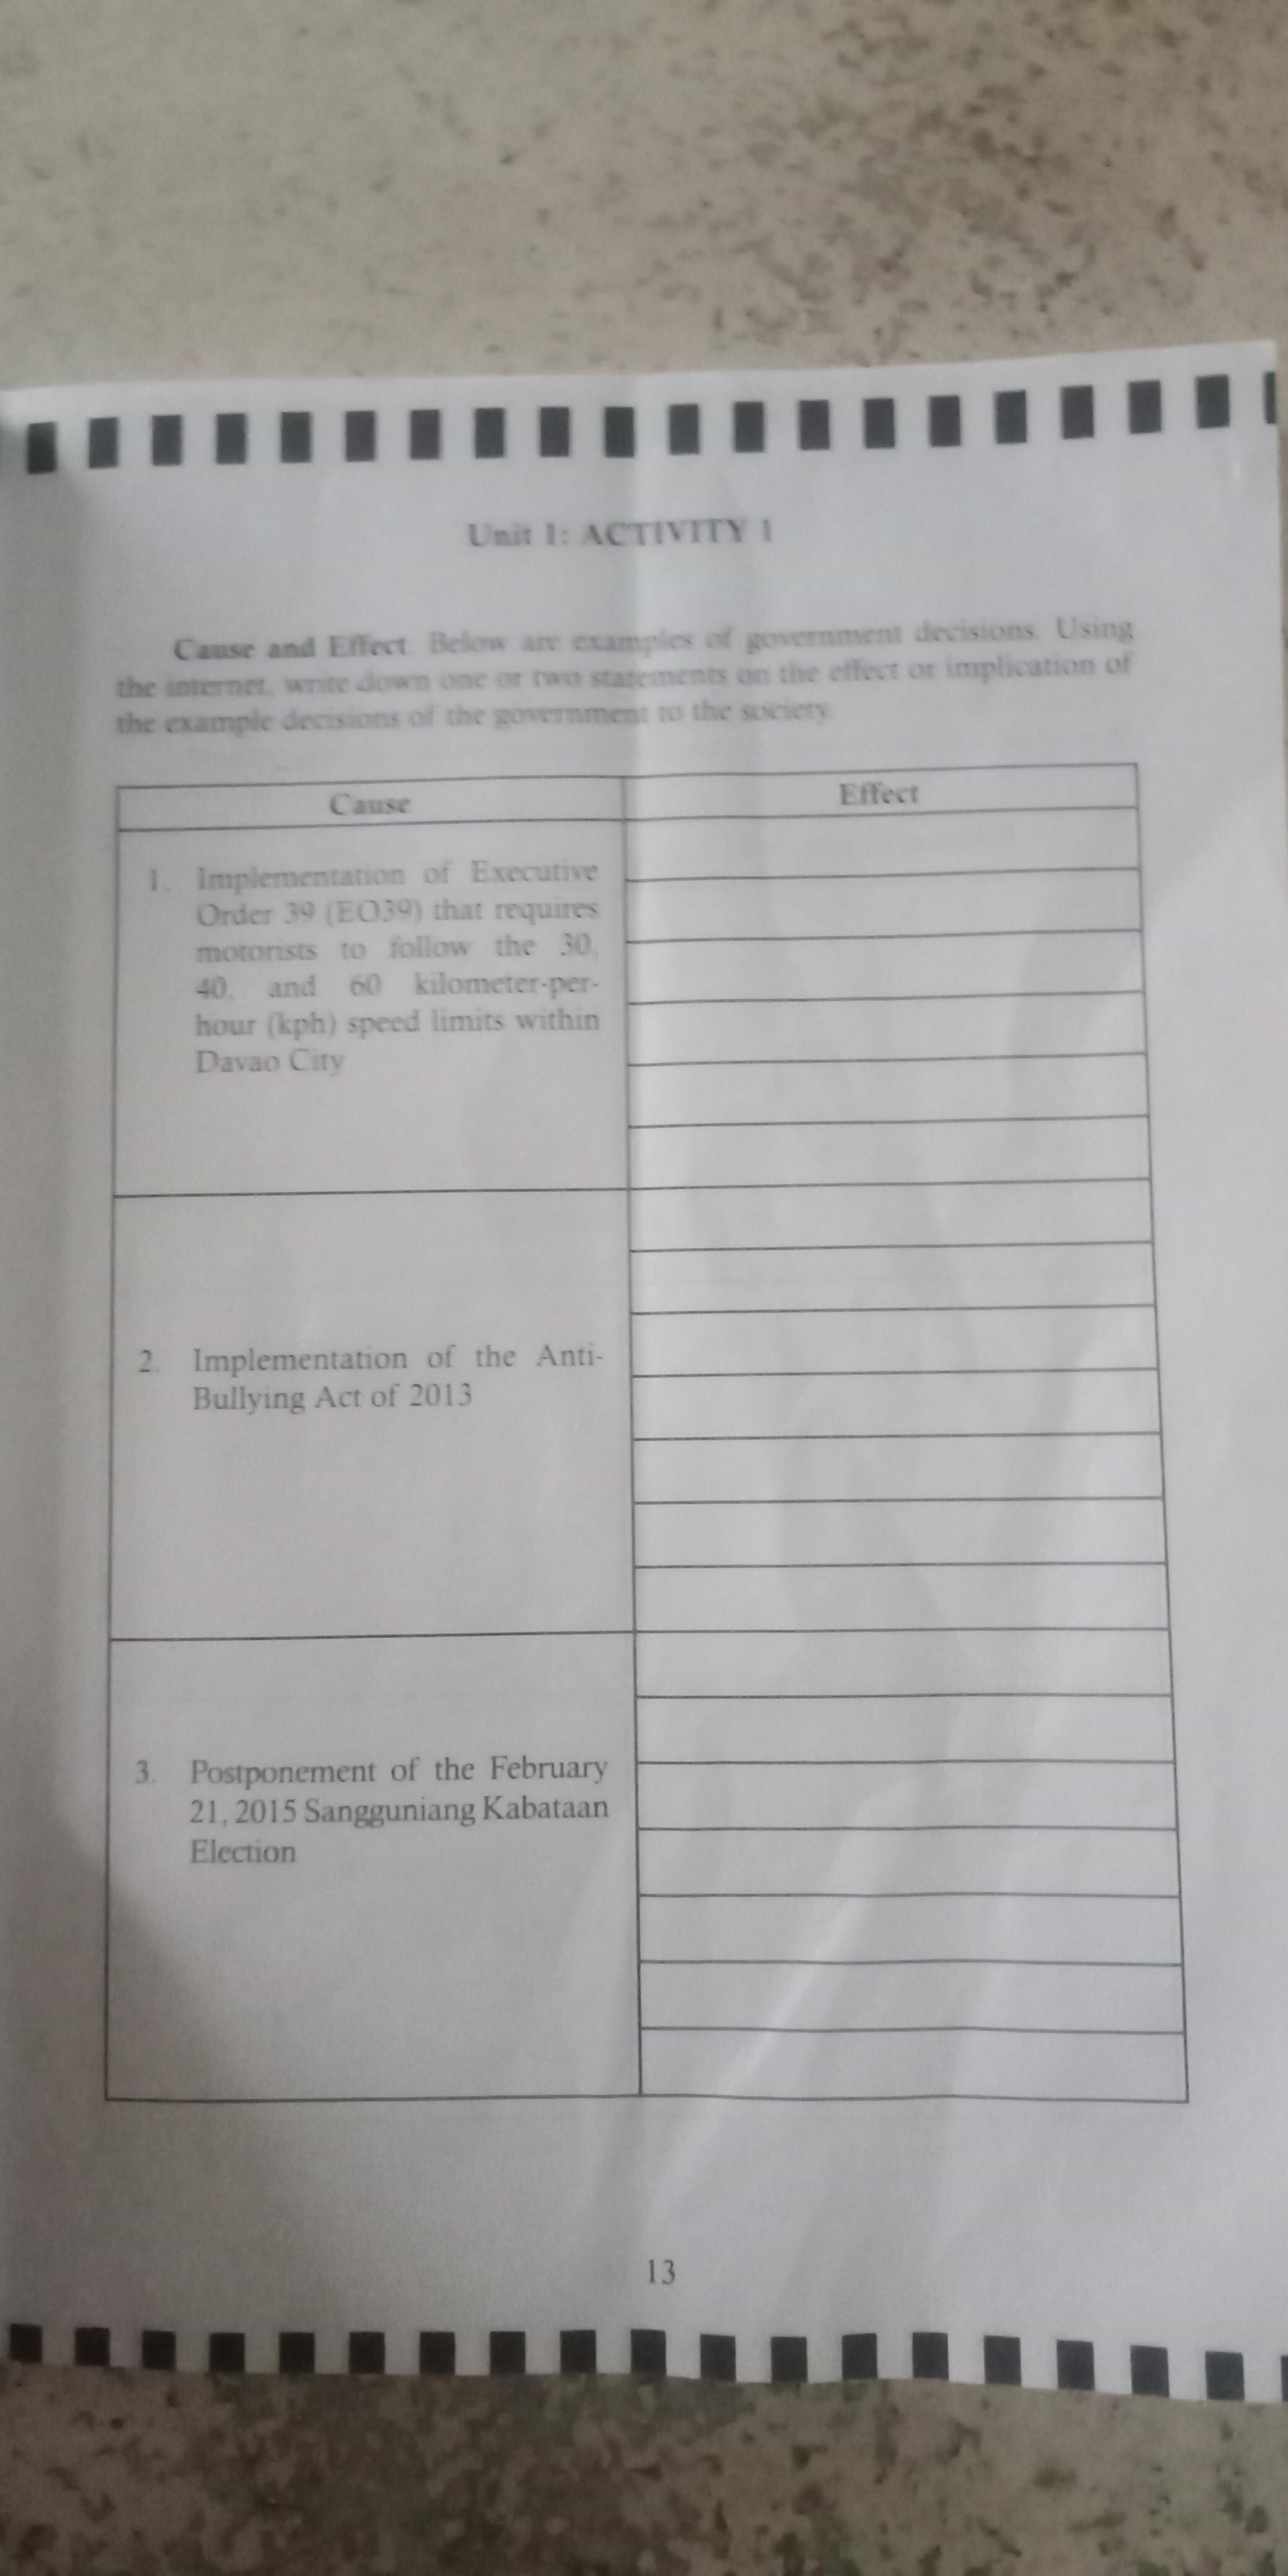 Unit 1: ACTIVITY 1
Cause and Effect. Below are examples of government decisions. Using
the internet, write down one or two statements on the effect or implication of
the example decisions of the government to the society.
Cause
Effect
1. Implementation of Executive
Order 39 (EO39) that requires
motorists to follow the 30,
40, and 60 kilometer-per-
hour (kph) speed limits within
Davao City
2. Implementation of the Anti-
Bullying Act of 2013
3. Postponement of the February
21, 2015 Sangguniang Kabataan
Election
13